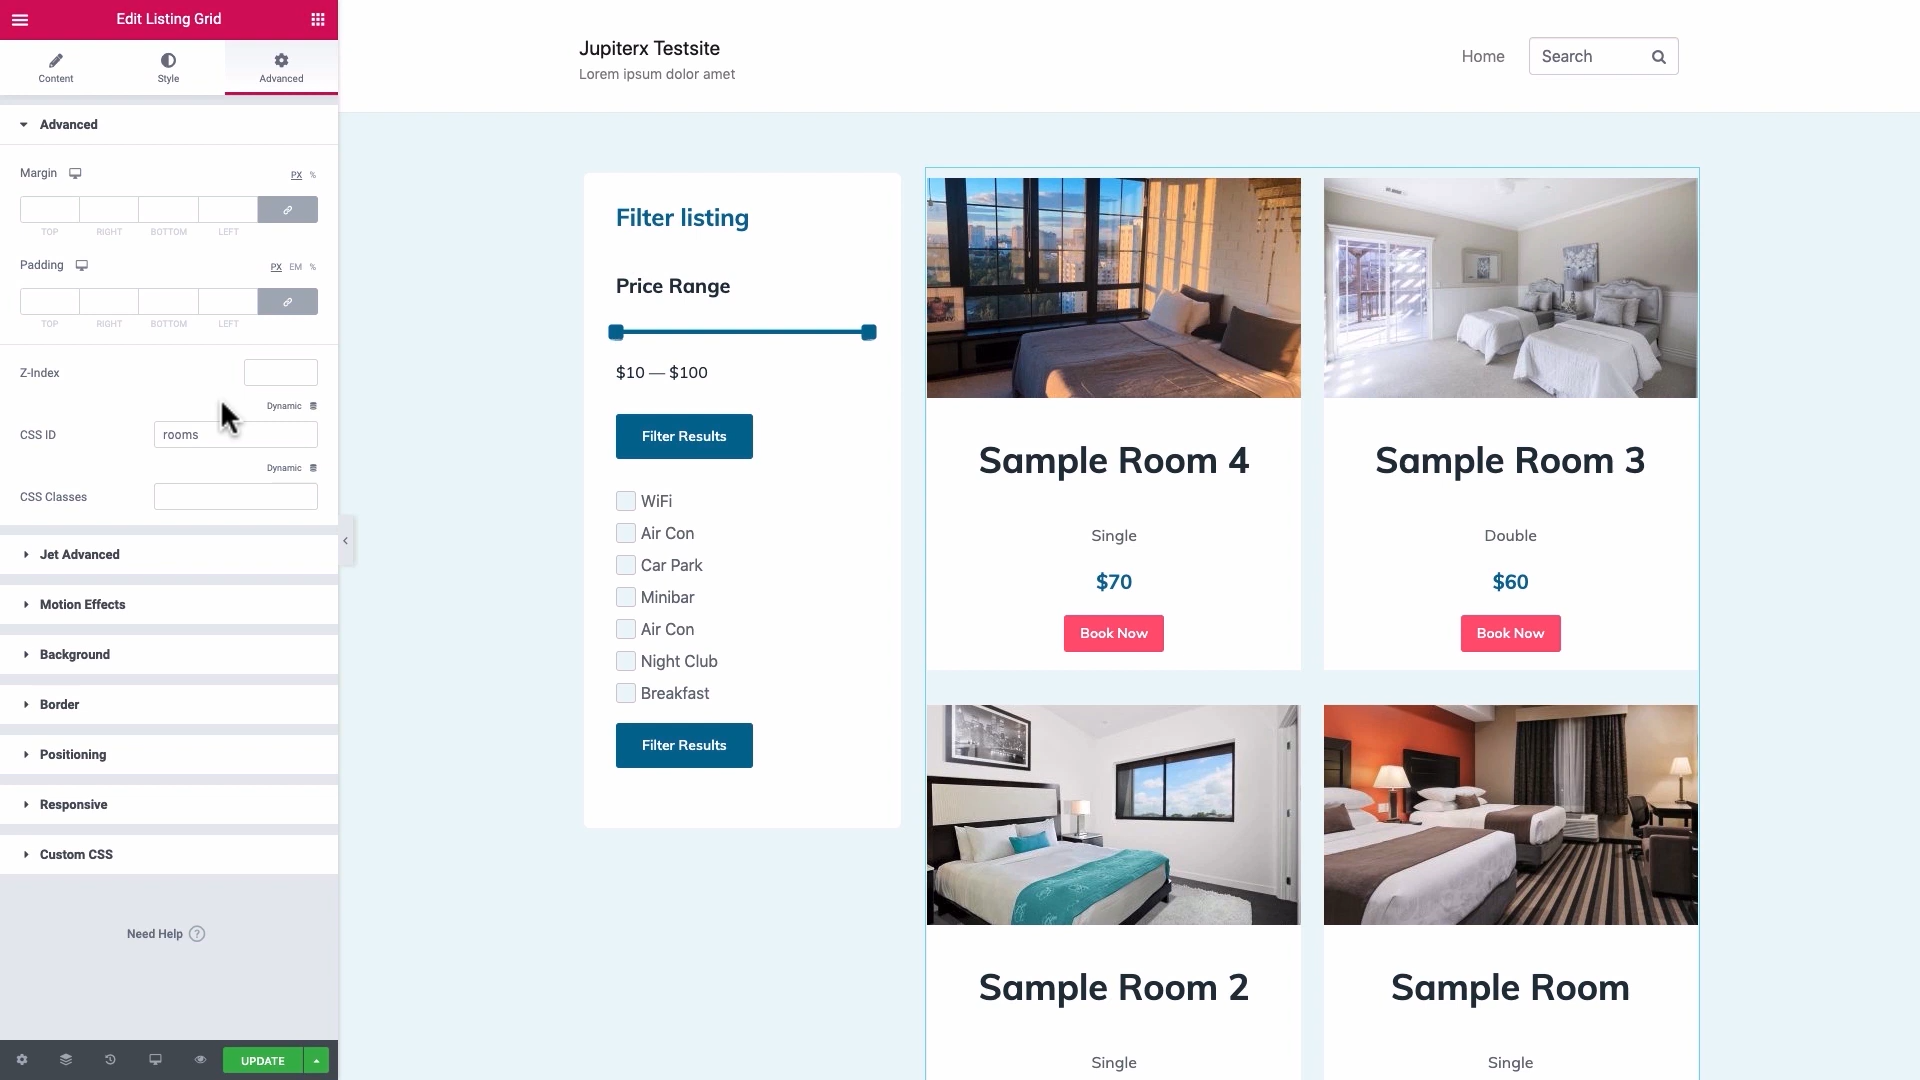 Edit Listing Grid
Content
Style
Advanced
Advanced
Margin
PX %
TOP RIGHT BOTTOM LEFT
Padding
PX EM %
TOP RIGHT BOTTOM LEFT
Z-Index
Dynamic
CSS ID
rooms
Dynamic
CSS Classes
Jet Advanced
Motion Effects
Background
Border
Positioning
Responsive
Custom CSS
Need Help ?
UPDATE
Jupiterx Testsite
Lorem ipsum dolor amet
Home
Search
Filter listing
Price Range
$10 — $100
Filter Results
WiFi
Air Con
Car Park
Minibar
Air Con
Night Club
Breakfast
Filter Results
Sample Room 4
Single
$70
Book Now
Sample Room 3
Double
$60
Book Now
Sample Room 2
Single
Sample Room
Single